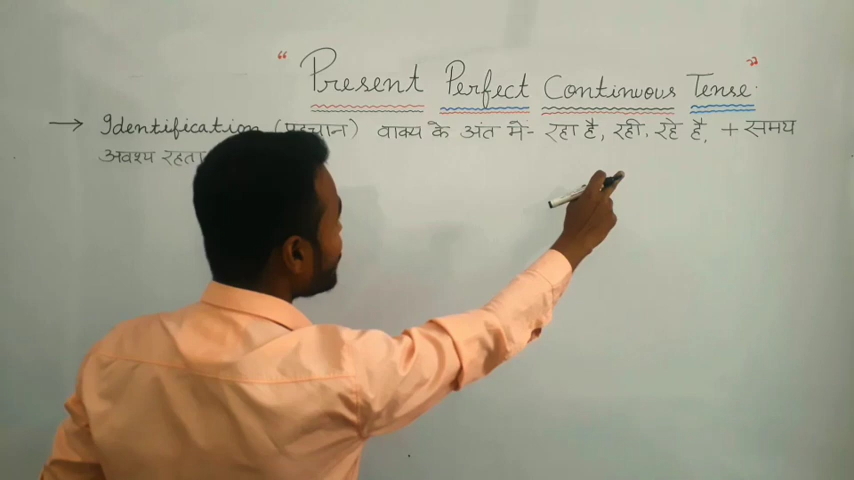 “ Present Perfect Continuous Tense. ”
→ Identification (पहचान) वाक्य के अंत में- रहा है, रही, रहे है, + समय
अवश्य रहता